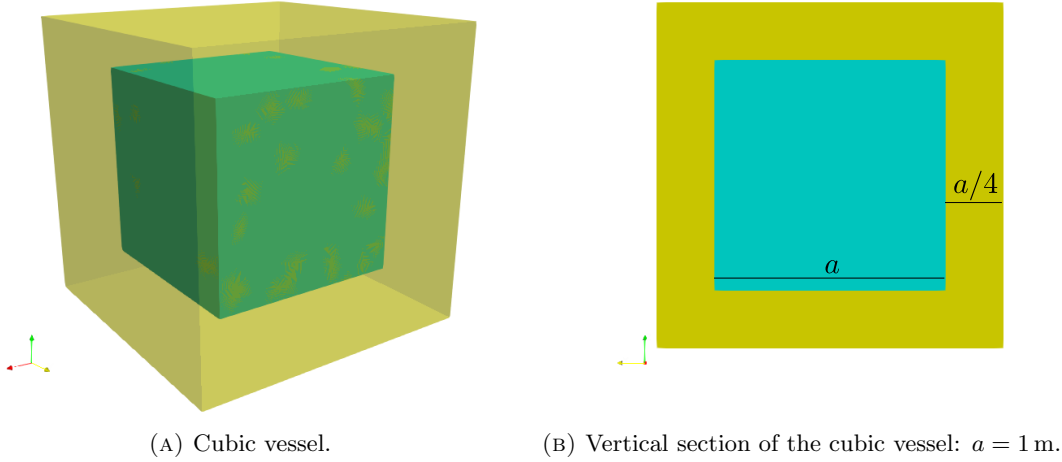 a/4
a
(A) Cubic vessel.
(B) Vertical section of the cubic vessel: a = 1 m.